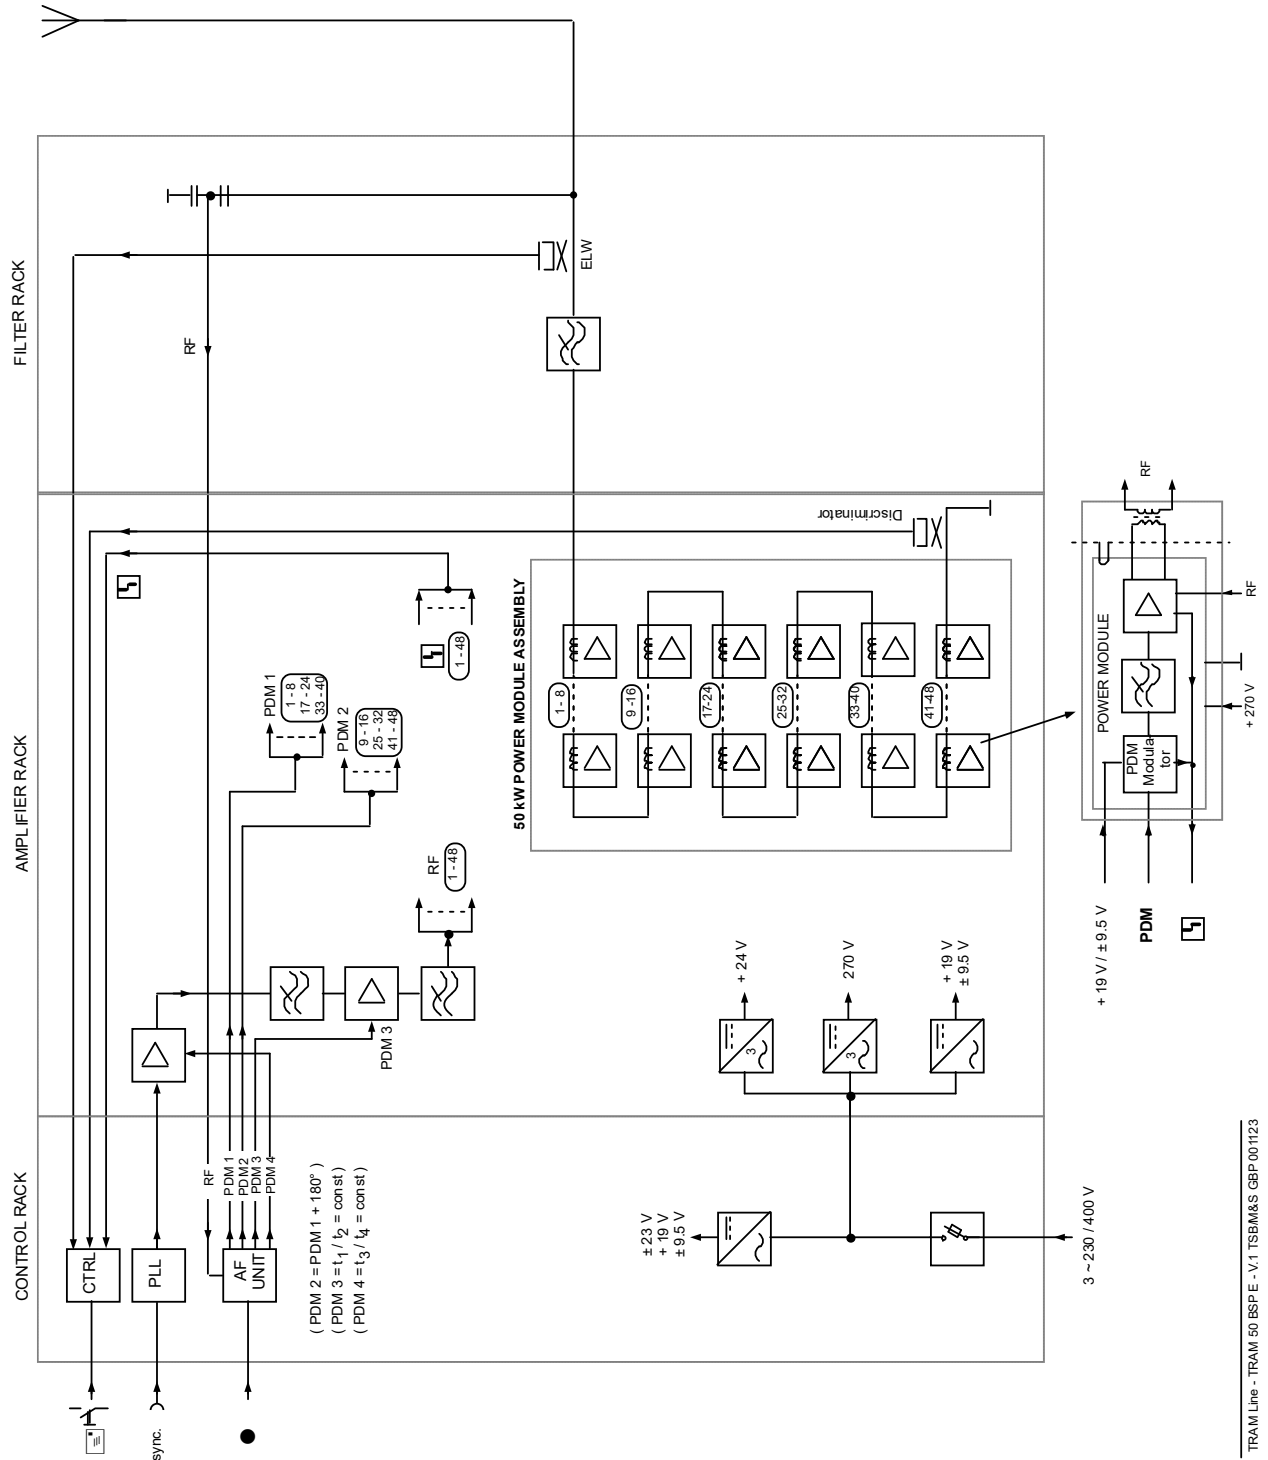 FILTER RACK
AMPLIFIER RACK
CONTROL RACK
RF
ELW
Discriminator
PDM 1
1 - 8
17 - 24
33 - 40
PDM 2
9 - 16
25 - 32
41 - 48
1 - 48
RF
1 - 48
PDM 3
50 kW POWER MODULE ASSEMBLY
1 - 8
9 -16
17-24
25-32
33-40
41-48
+ 24 V
270 V
+ 19 V
± 9.5 V
3
3
CTRL
PLL
AF
UNIT
RF
PDM 1
PDM2
PDM 3
PDM 4
( PDM 2 = PDM 1 + 180° )
( PDM 3 = t1 / t2 = const )
( PDM 4 = t3 / t4 = const )
sync.
± 23 V
+ 19 V
± 9.5 V
3 ~ 230 / 400 V
RF
POWER MODULE
PDM
Modula
tor
RF
+ 270 V
+ 19 V / ± 9.5 V
PDM
TRAM Line - TRAM 50 BSP E - V.1 TSBM&S GBP 001123